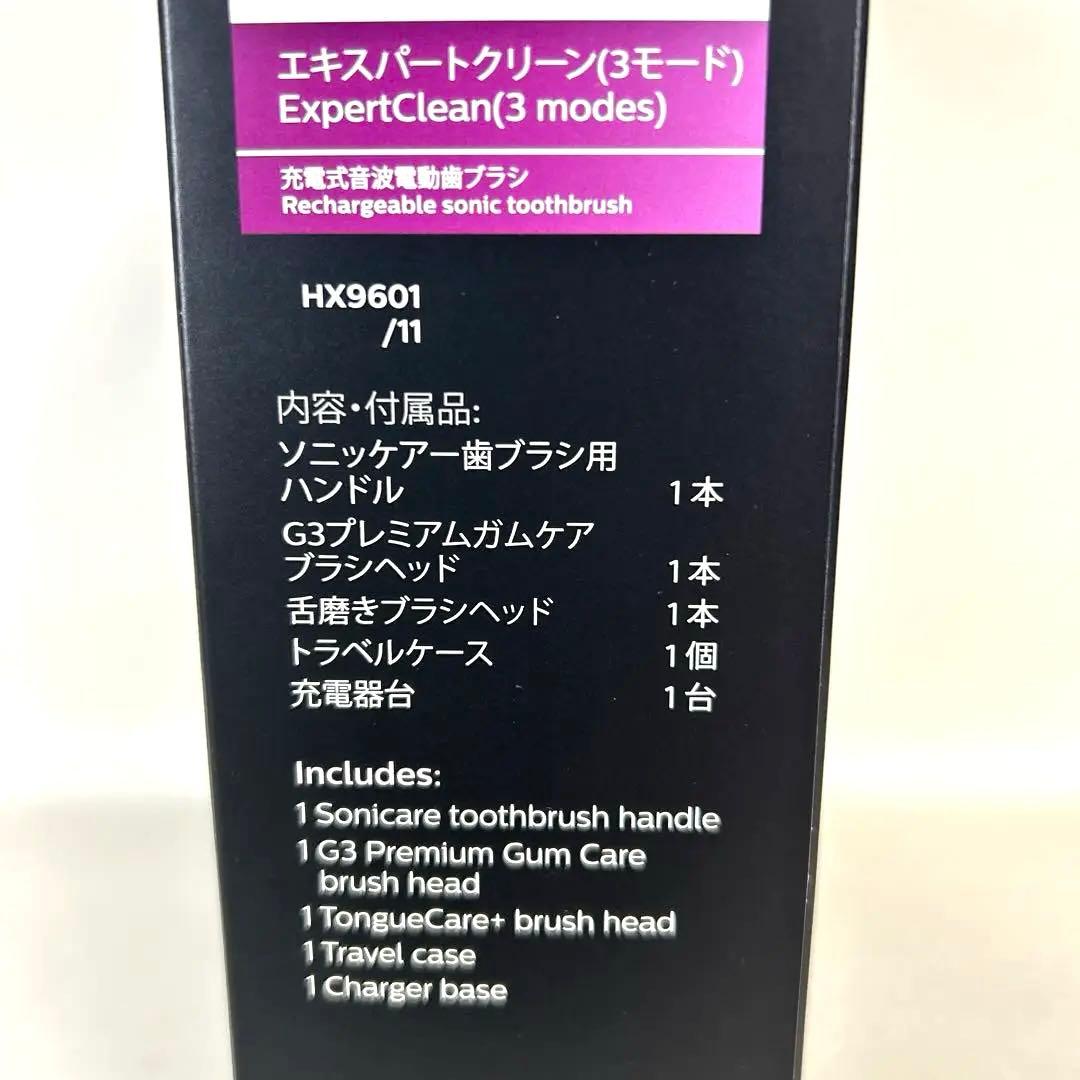 エキスパートクリーン(3モード)
ExpertClean(3 modes)
充電式音波電動歯ブラシ
Rechargeable sonic toothbrush
HX9601
/11
内容・付属品:
ソニッケアー歯ブラシ用
ハンドル 1本
G3プレミアムガムケア
ブラシヘッド 1本
舌磨きブラシヘッド 1本
トラベルケース 1個
充電器台 1台
Includes:
1 Sonicare toothbrush handle
1 G3 Premium Gum Care
brush head
1 TongueCare+ brush head
1 Travel case
1 Charger base